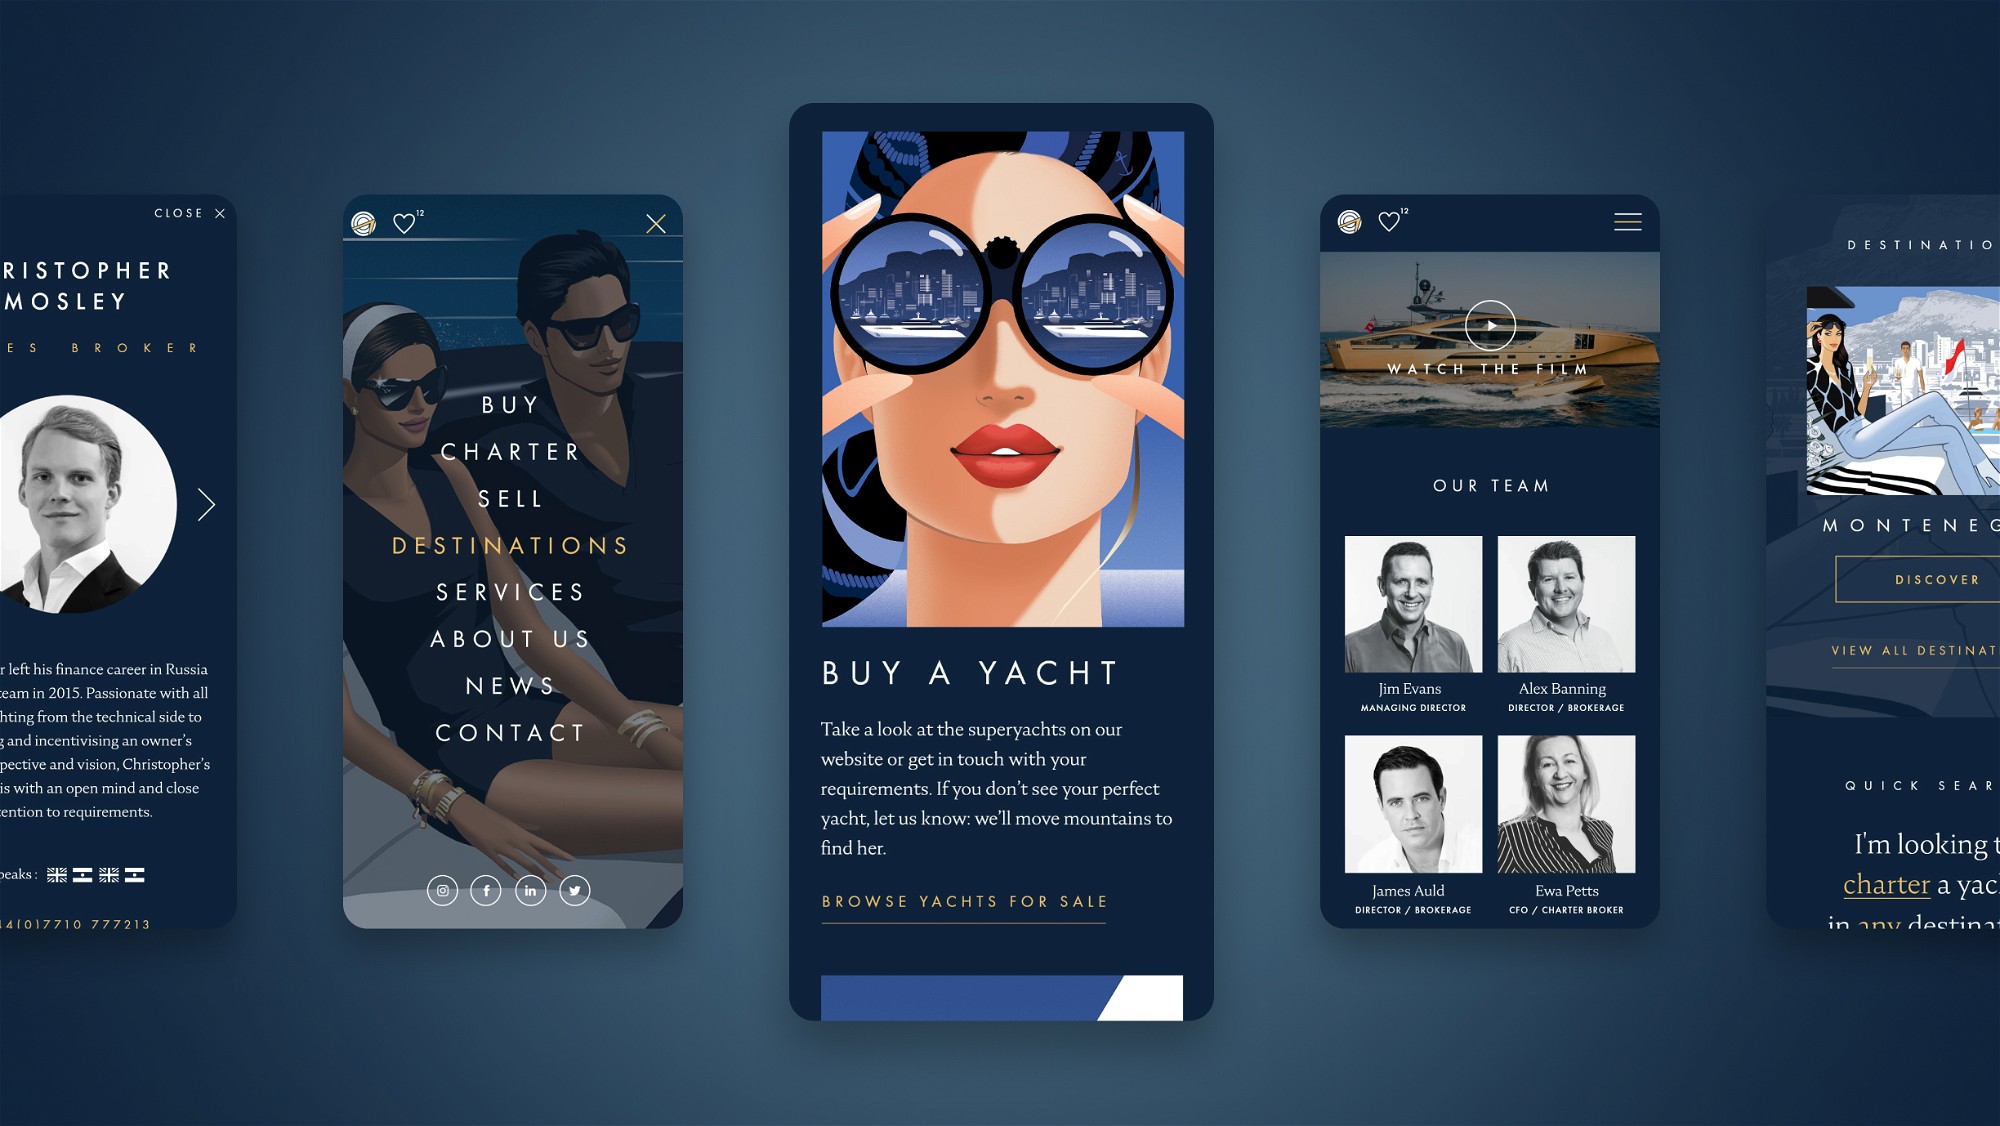 CLOSE
RISTOPHER
MOSLEY
ES BROKER
r left his finance career in Russia
team in 2015. Passionate with all
hting from the technical side to
g and incentivising an owner's
pective and vision, Christopher's
is with an open mind and close
tention to requirements.
peaks :
44(0)7710 777213
12
BUY
CHARTER
SELL
DESTINATIONS
SERVICES
ABOUT US
NEWS
CONTACT
BUY A YACHT
Take a look at the superyachts on our
website or get in touch with your
requirements. If you don't see your perfect
yacht, let us know: we'll move mountains to
find her.
BROWSE YACHTS FOR SALE
12
WATCH THE FILM
OUR TEAM
Jim Evans
MANAGING DIRECTOR
Alex Banning
DIRECTOR / BROKERAGE
James Auld
DIRECTOR / BROKERAGE
Ewa Petts
CFO / CHARTER BROKER
DESTINATIO
MONTENEG
DISCOVER
VIEW ALL DESTINAT
QUICK SEAR
I'm looking t
charter a yac
in any destina